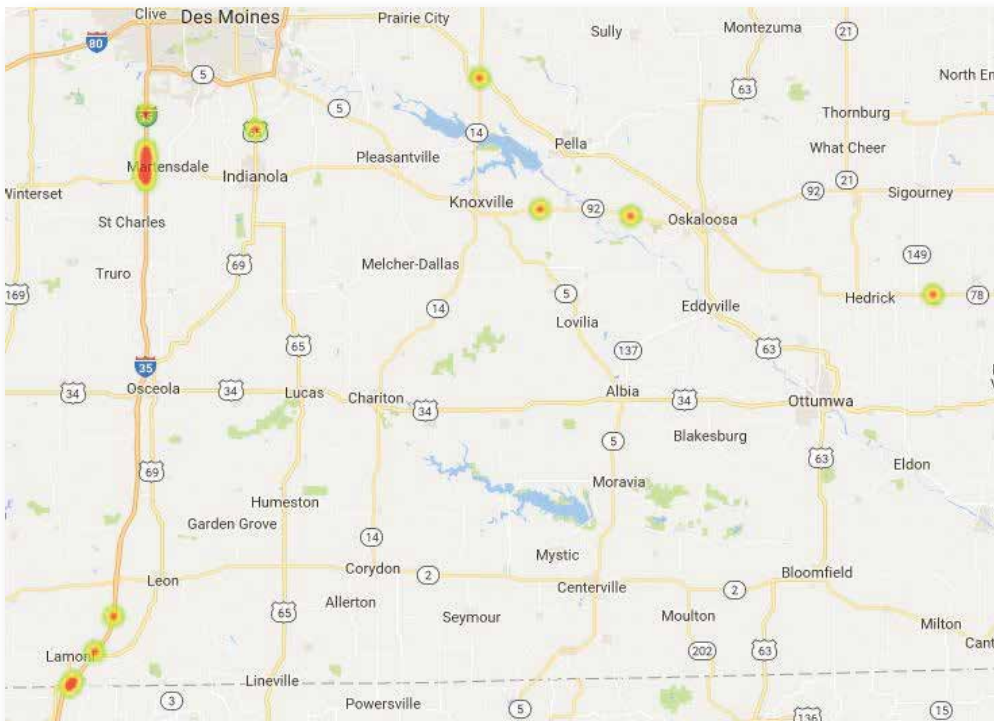 Clive
Des Moines
Prairie City
Sully
Montezuma
21
80
5
63
North En
5
Thornburg
14
Pella
What Cheer
Martensdale
Pleasantville
Indianola
21
92
Sigourney
Winterset
Knoxville
92
Oskaloosa
St Charles
149
69
Melcher-Dallas
Truro
169
5
Eddyville
Hedrick
78
14
Lovilia
65
137
63
35
34
Osceola
34
Lucas
Chariton
34
Albia
34
Ottumwa
5
Blakesburg
63
Eldon
69
Moravia
Humeston
Garden Grove
14
Mystic
Leon
Corydon
2
Centerville
Bloomfield
2
Allerton
65
Seymour
Moulton
Milton
Cant
202
63
Lamoni
Lineville
3
Powersville
5
136
15